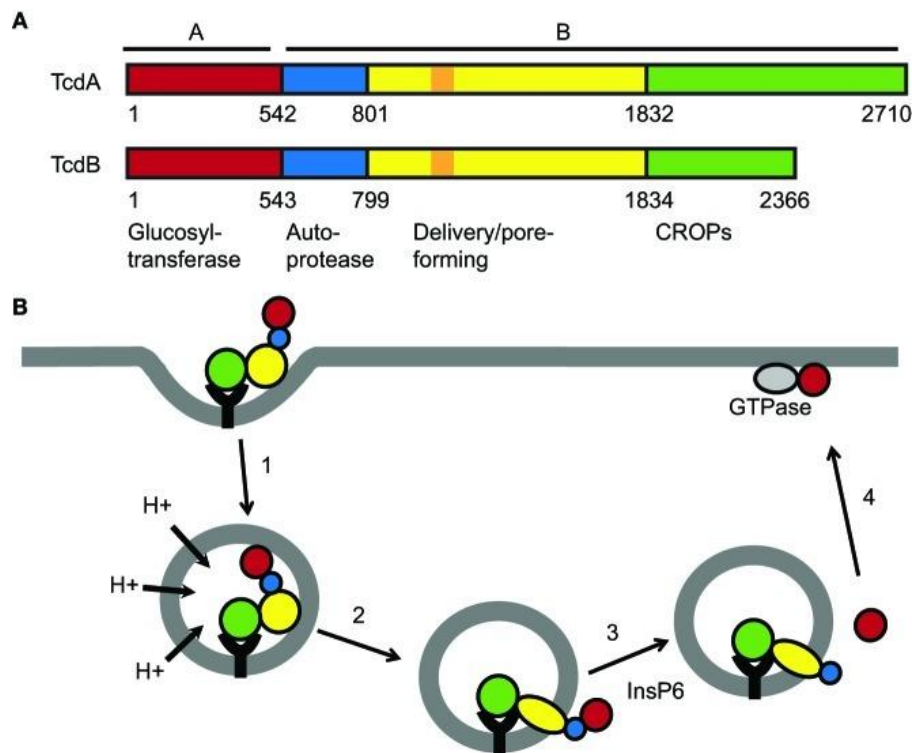 A
A B
TcdA
1 542 801 1832 2710
TcdB
1 543 799 1834 2366
Glucosyl-
transferase
Auto-
protease
Delivery/pore-
forming
CROPs
B
GTPase
1
4
H+
H+
2
3
H+
InsP6